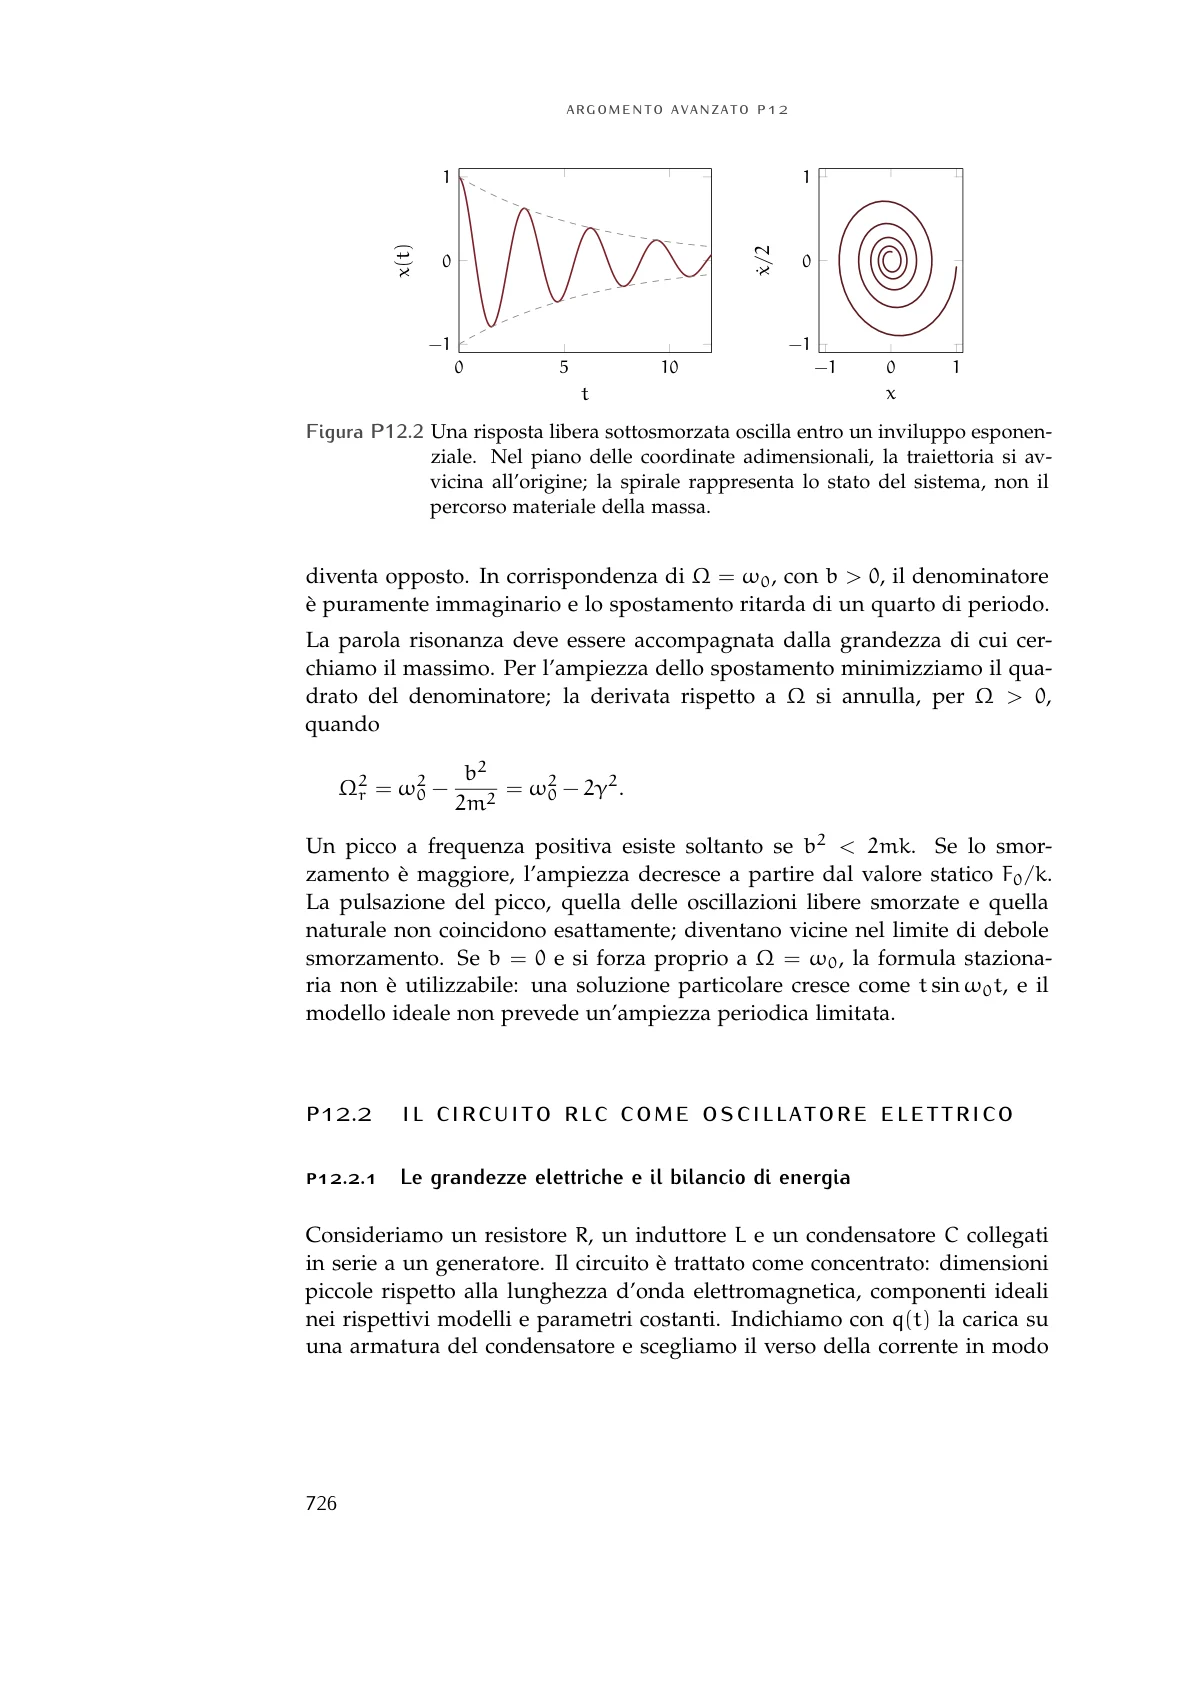 ARGOMENTO AVANZATO P12
1
0
−1
x(t)
0 5 10
t
1
0
−1
ẋ/2
−1 0 1
x
Figura P12.2 Una risposta libera sottosmorzata oscilla entro un inviluppo esponen-
ziale. Nel piano delle coordinate adimensionali, la traiettoria si av-
vicina all'origine; la spirale rappresenta lo stato del sistema, non il
percorso materiale della massa.
diventa opposto. In corrispondenza di Ω = ω₀, con b > 0, il denominatore
è puramente immaginario e lo spostamento ritarda di un quarto di periodo.
La parola risonanza deve essere accompagnata dalla grandezza di cui cer-
chiamo il massimo. Per l'ampiezza dello spostamento minimizziamo il qua-
drato del denominatore; la derivata rispetto a Ω si annulla, per Ω > 0,
quando
Ωᵣ² = ω₀² − b²/2m² = ω₀² − 2γ².
Un picco a frequenza positiva esiste soltanto se b² < 2mk. Se lo smor-
zamento è maggiore, l'ampiezza decresce a partire dal valore statico F₀/k.
La pulsazione del picco, quella delle oscillazioni libere smorzate e quella
naturale non coincidono esattamente; diventano vicine nel limite di debole
smorzamento. Se b = 0 e si forza proprio a Ω = ω₀, la formula staziona-
ria non è utilizzabile: una soluzione particolare cresce come t sin ω₀t, e il
modello ideale non prevede un'ampiezza periodica limitata.
P12.2 IL CIRCUITO RLC COME OSCILLATORE ELETTRICO
P12.2.1 Le grandezze elettriche e il bilancio di energia
Consideriamo un resistore R, un induttore L e un condensatore C collegati
in serie a un generatore. Il circuito è trattato come concentrato: dimensioni
piccole rispetto alla lunghezza d'onda elettromagnetica, componenti ideali
nei rispettivi modelli e parametri costanti. Indichiamo con q(t) la carica su
una armatura del condensatore e scegliamo il verso della corrente in modo
726